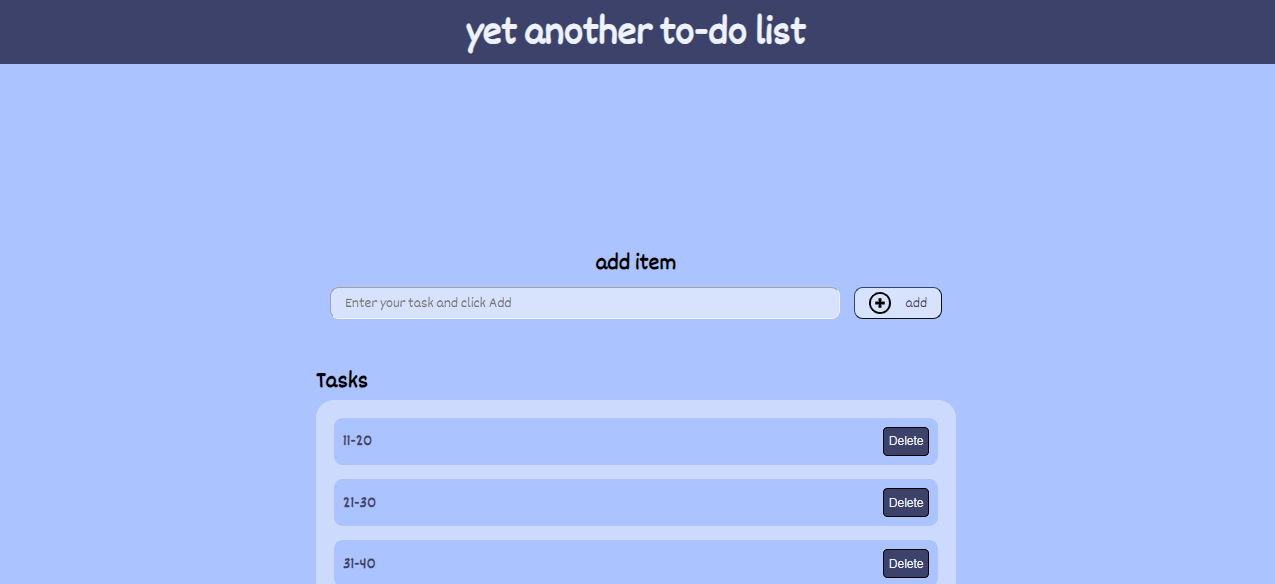 yet another to-do list
add item
Enter your task and click Add
add
Tasks
11-20
Delete
21-30
Delete
31-40
Delete